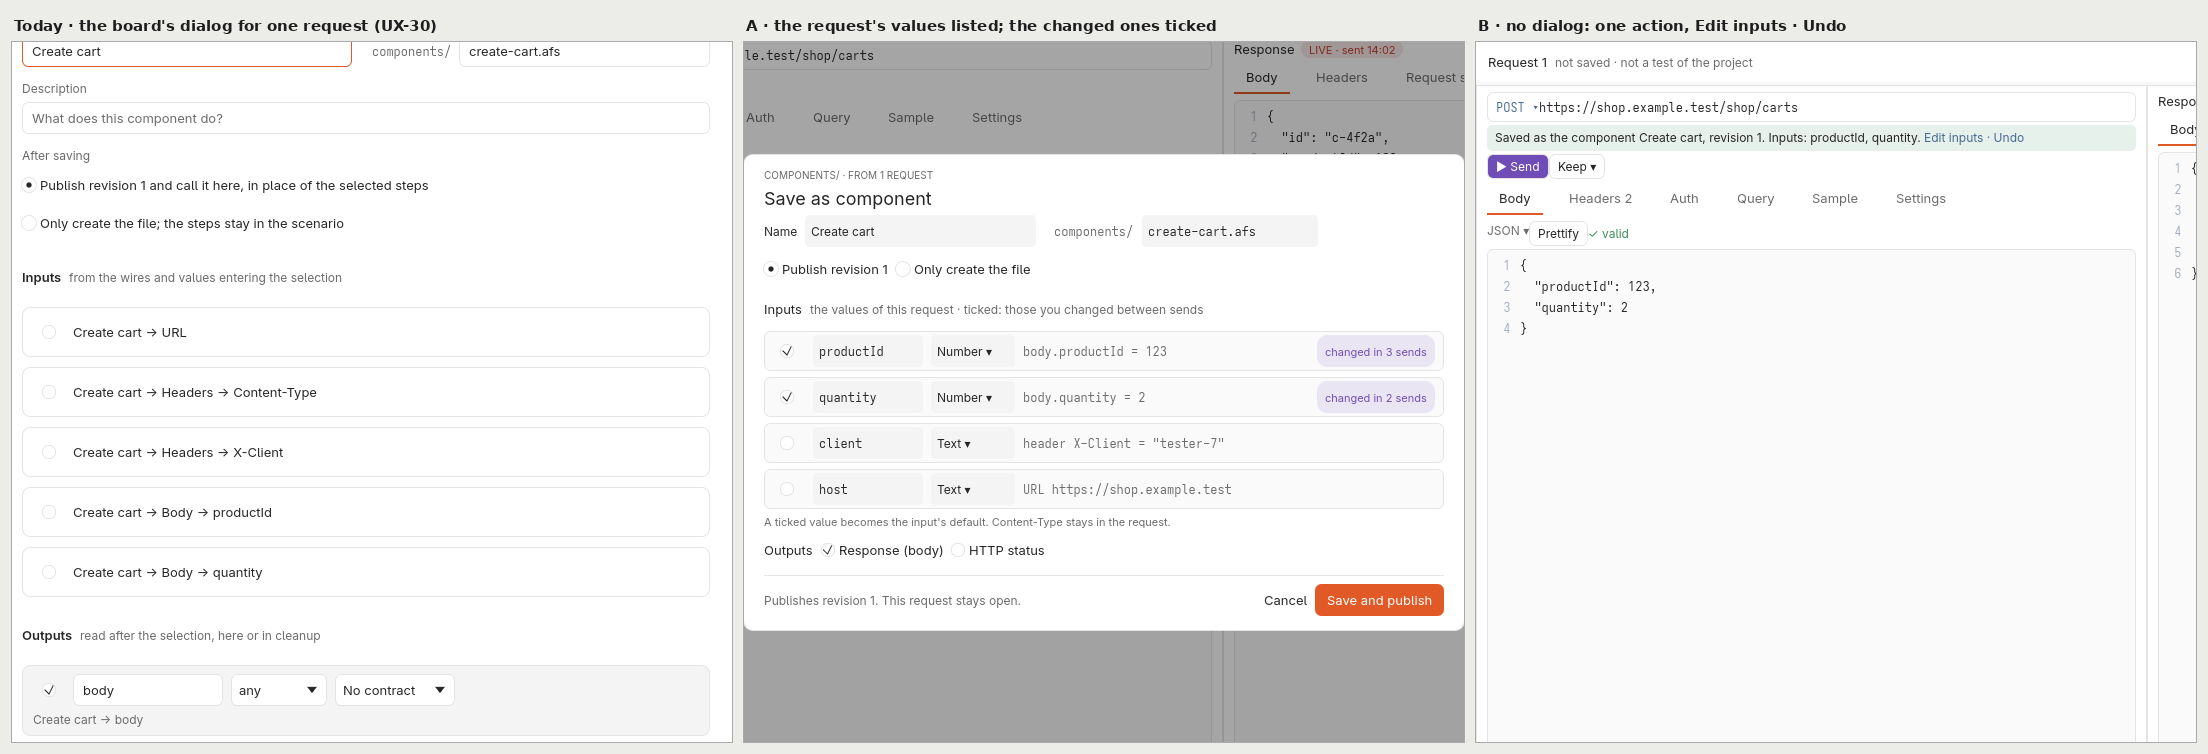 Today · the board's dialog for one request (UX-30)
Create cart
components/
create-cart.afs
Description
What does this component do?
After saving
Publish revision 1 and call it here, in place of the selected steps
Only create the file; the steps stay in the scenario
Inputs from the wires and values entering the selection
Create cart → URL
Create cart → Headers → Content-Type
Create cart → Headers → X-Client
Create cart → Body → productId
Create cart → Body → quantity
Outputs read after the selection, here or in cleanup
body
any
No contract
Create cart → body
A · the request's values listed; the changed ones ticked
le.test/shop/carts
Response LIVE · sent 14:02
Body Headers Request s
Auth Query Sample Settings
1 {
2 "id": "c-4f2a",
COMPONENTS/ · FROM 1 REQUEST
Save as component
Name Create cart components/ create-cart.afs
Publish revision 1 Only create the file
Inputs the values of this request · ticked: those you changed between sends
productId Number ▾ body.productId = 123 changed in 3 sends
quantity Number ▾ body.quantity = 2 changed in 2 sends
client Text ▾ header X-Client = "tester-7"
host Text ▾ URL https://shop.example.test
A ticked value becomes the input's default. Content-Type stays in the request.
Outputs Response (body) HTTP status
Publishes revision 1. This request stays open.
Cancel Save and publish
B · no dialog: one action, Edit inputs · Undo
Request 1 not saved · not a test of the project
POST ▾ https://shop.example.test/shop/carts
Saved as the component Create cart, revision 1. Inputs: productId, quantity. Edit inputs · Undo
▶ Send Keep ▾
Body Headers 2 Auth Query Sample Settings
JSON ▾ Prettify ✓ valid
1 {
2 "productId": 123,
3 "quantity": 2
4 }
Respo
Body
1 {
2
3
4
5
6 }